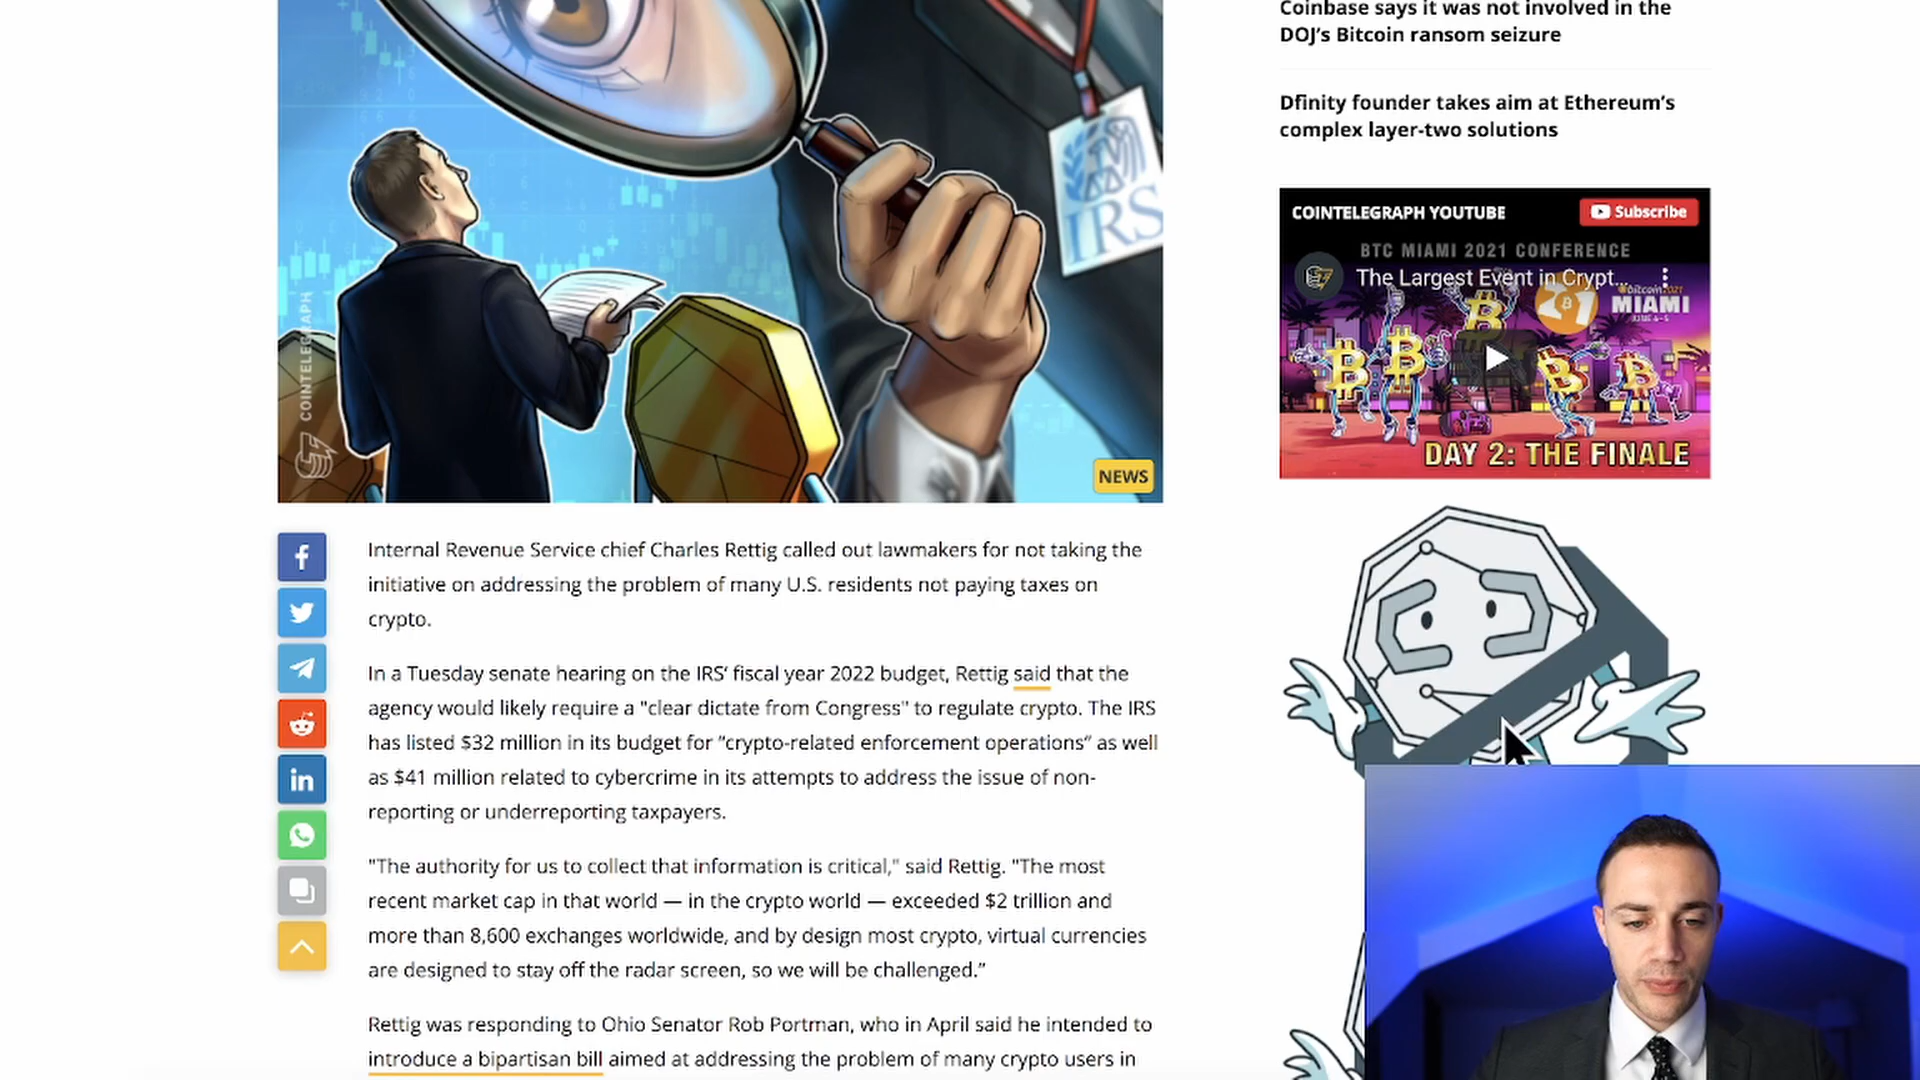 IRS
COINTELEGRAPH
NEWS
Internal Revenue Service chief Charles Rettig called out lawmakers for not taking the
initiative on addressing the problem of many U.S. residents not paying taxes on
crypto.
In a Tuesday senate hearing on the IRS’ fiscal year 2022 budget, Rettig said that the
agency would likely require a "clear dictate from Congress" to regulate crypto. The IRS
has listed $32 million in its budget for “crypto-related enforcement operations” as well
as $41 million related to cybercrime in its attempts to address the issue of non-
reporting or underreporting taxpayers.
"The authority for us to collect that information is critical," said Rettig. "The most
recent market cap in that world — in the crypto world — exceeded $2 trillion and
more than 8,600 exchanges worldwide, and by design most crypto, virtual currencies
are designed to stay off the radar screen, so we will be challenged.”
Rettig was responding to Ohio Senator Rob Portman, who in April said he intended to
introduce a bipartisan bill aimed at addressing the problem of many crypto users in
Coinbase says it was not involved in the
DOJ’s Bitcoin ransom seizure
Dfinity founder takes aim at Ethereum’s
complex layer-two solutions
COINTELEGRAPH YOUTUBE
Subscribe
BTC MIAMI 2021 CONFERENCE
The Largest Event in Crypt...
bitcoin2021
MIAMI
JUNE 4-5
DAY 2: THE FINALE